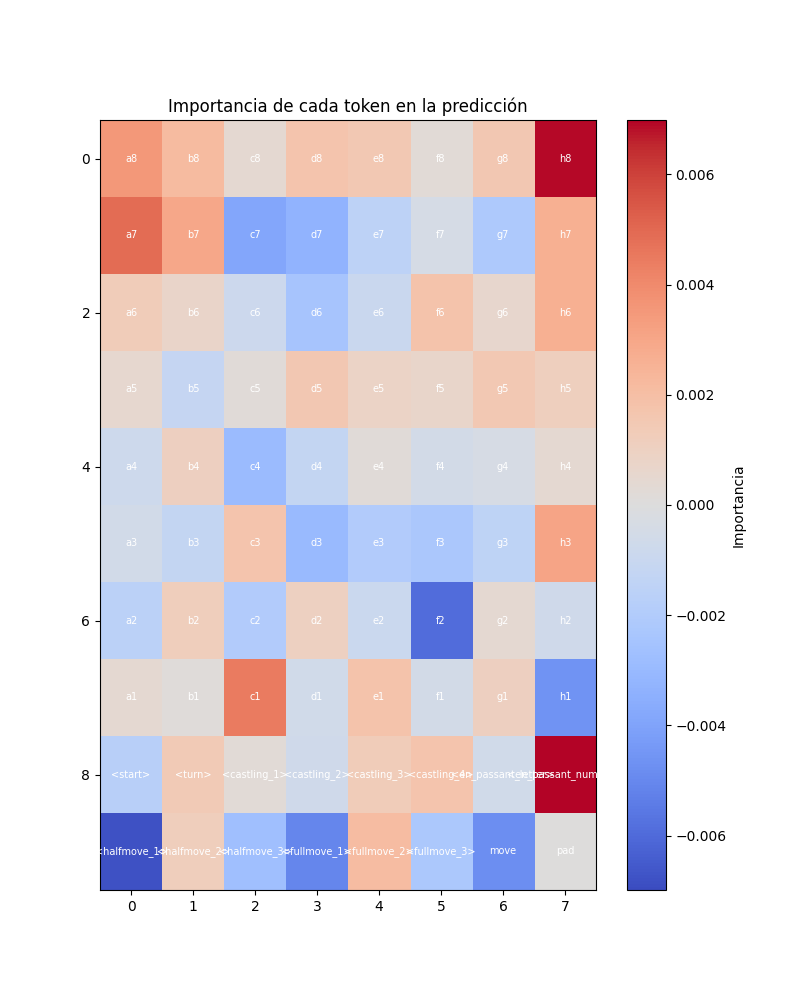 Importancia de cada token en la predicción
0 a8 b8 c8 d8 e8 f8 g8 h8 0.006
a7 b7 c7 d7 e7 f7 g7 h7 0.004
2 a6 b6 c6 d6 e6 f6 g6 h6
a5 b5 c5 d5 e5 f5 g5 h5 0.002
4 a4 b4 c4 d4 e4 f4 g4 h4 0.000
a3 b3 c3 d3 e3 f3 g3 h3
6 a2 b2 c2 d2 e2 f2 g2 h2 −0.002
a1 b1 c1 d1 e1 f1 g1 h1 −0.004
8 <start> <turn> <castling_1> <castling_2> <castling_3> <castling_4>
<halfmove_1> <halfmove_2> <halfmove_3> <fullmove_1> <fullmove_2> <fullmove_3> move pad −0.006
0 1 2 3 4 5 6 7
Importancia